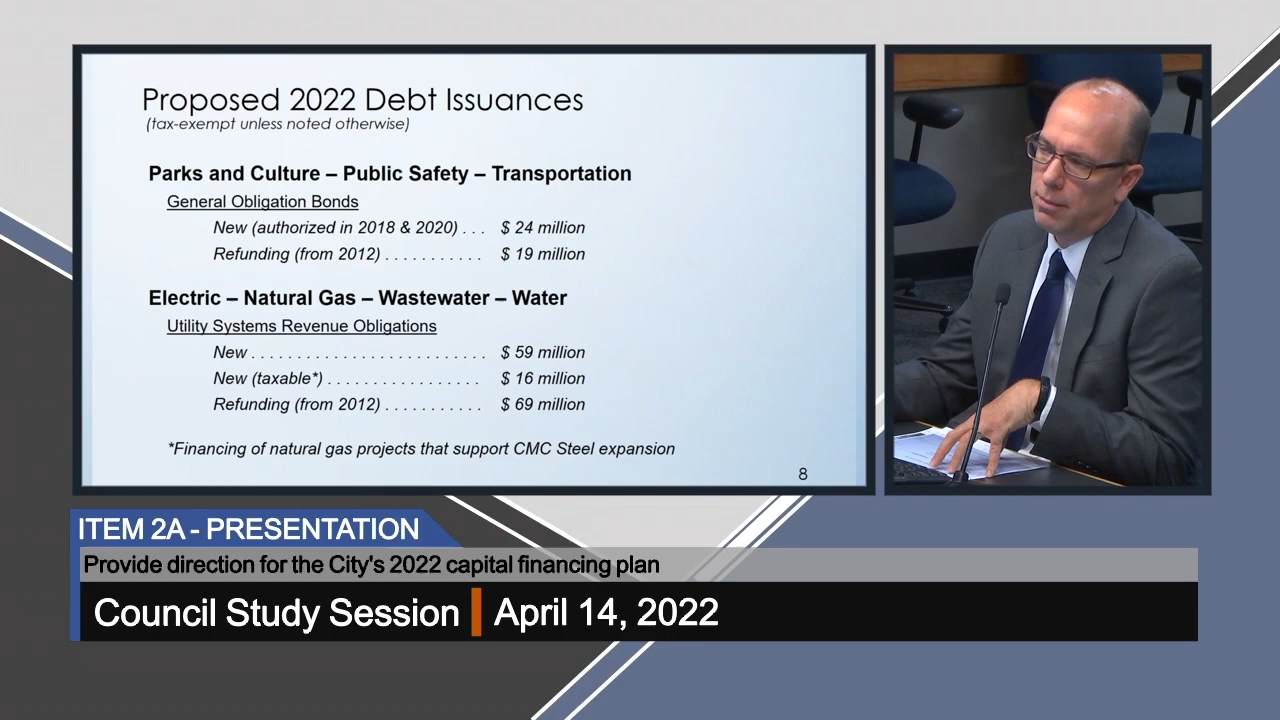 Proposed 2022 Debt Issuances
(tax-exempt unless noted otherwise)
Parks and Culture – Public Safety – Transportation
General Obligation Bonds
New (authorized in 2018 & 2020) . . . $ 24 million
Refunding (from 2012) . . . . . . . . . . . $ 19 million
Electric – Natural Gas – Wastewater – Water
Utility Systems Revenue Obligations
New . . . . . . . . . . . . . . . . . . . . . . . . . . $ 59 million
New (taxable*) . . . . . . . . . . . . . . . . . $ 16 million
Refunding (from 2012) . . . . . . . . . . . $ 69 million
*Financing of natural gas projects that support CMC Steel expansion
8
ITEM 2A - PRESENTATION
Provide direction for the City's 2022 capital financing plan
Council Study Session April 14, 2022